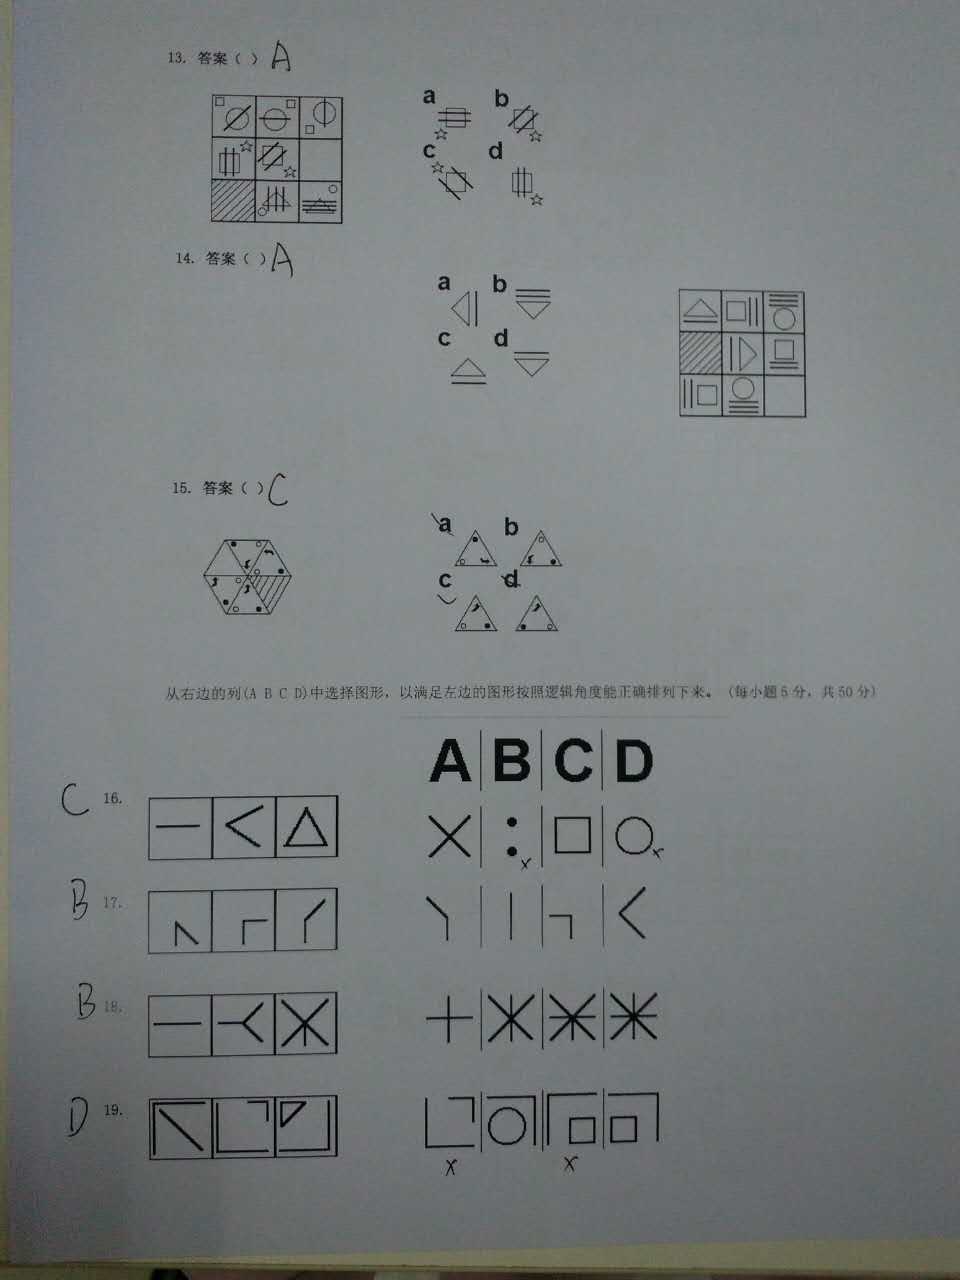 13. 答案（ ） A
a b
c d
14. 答案（ ） A
a b
c d
15. 答案（ ） C
a b
c d
从右边的列(A B C D)中选择图形，以满足左边的图形按照逻辑角度能正确排列下来。（每小题5分，共50分）
A B C D
C 16.
x x
B 17.
B 18.
D 19.
x x